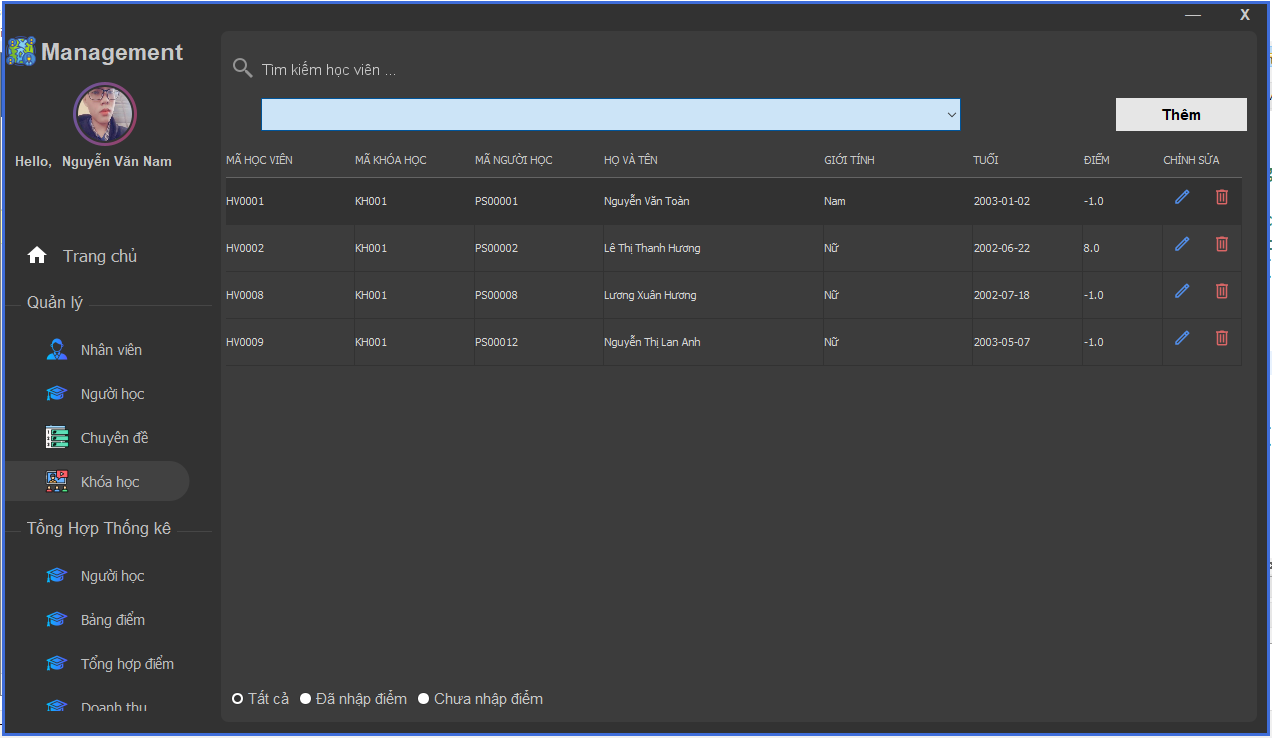 — X
Management
Hello, Nguyễn Văn Nam
Trang chủ
Quản lý
Nhân viên
Người học
Chuyên đề
Khóa học
Tổng Hợp Thống kê
Người học
Bảng điểm
Tổng hợp điểm
Doanh thu
Tìm kiếm học viên ...
Thêm
MÃ HỌC VIÊN MÃ KHÓA HỌC MÃ NGƯỜI HỌC HỌ VÀ TÊN GIỚI TÍNH TUỔI ĐIỂM CHỈNH SỬA
HV0001 KH001 PS00001 Nguyễn Văn Toàn Nam 2003-01-02 -1.0
HV0002 KH001 PS00002 Lê Thị Thanh Hương Nữ 2002-06-22 8.0
HV0008 KH001 PS00008 Lương Xuân Hương Nữ 2002-07-18 -1.0
HV0009 KH001 PS00012 Nguyễn Thị Lan Anh Nữ 2003-05-07 -1.0
Tất cả Đã nhập điểm Chưa nhập điểm